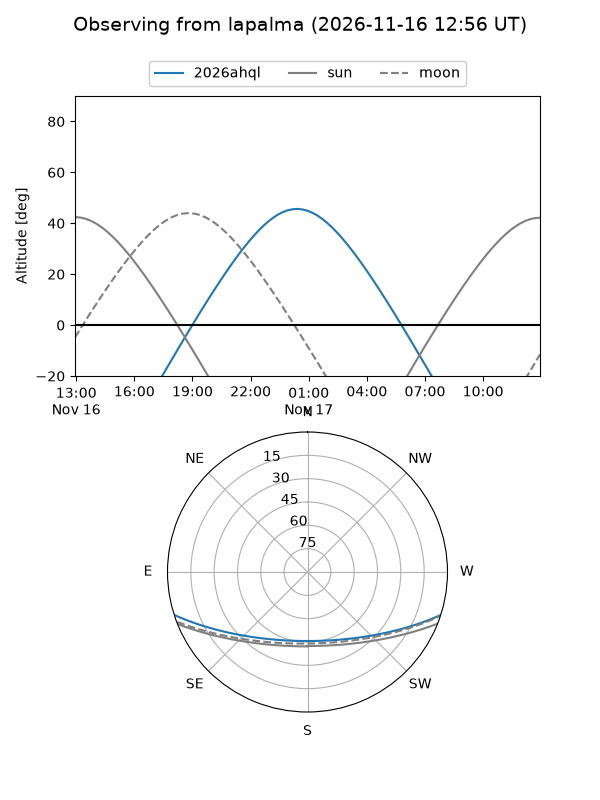 Observing from lapalma (2026-11-16 12:56 UT)
2026ahql sun moon
Altitude [deg]
80
60
40
20
0
−20
13:00 16:00 19:00 22:00 01:00 04:00 07:00 10:00
Nov 16 Nov 17
N
NE NW
15
30
45
60
75
E W
SE SW
S